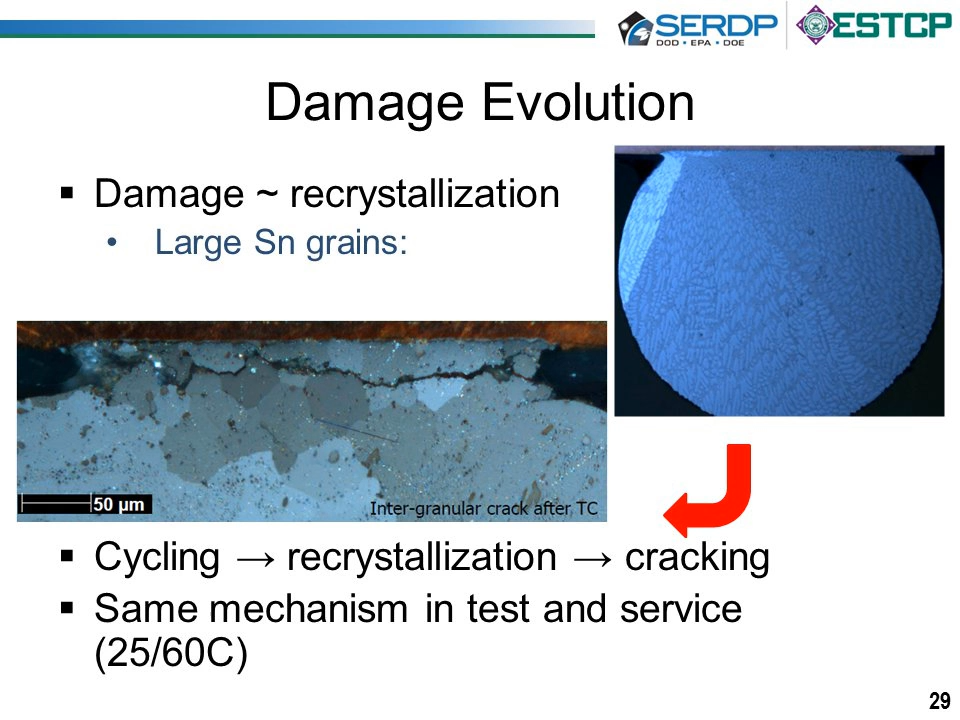 SERDP
DOD • EPA • DOE
ESTCP
Damage Evolution
▪ Damage ~ recrystallization
• Large Sn grains:
50 µm
Inter-granular crack after TC
▪ Cycling → recrystallization → cracking
▪ Same mechanism in test and service
(25/60C)
29